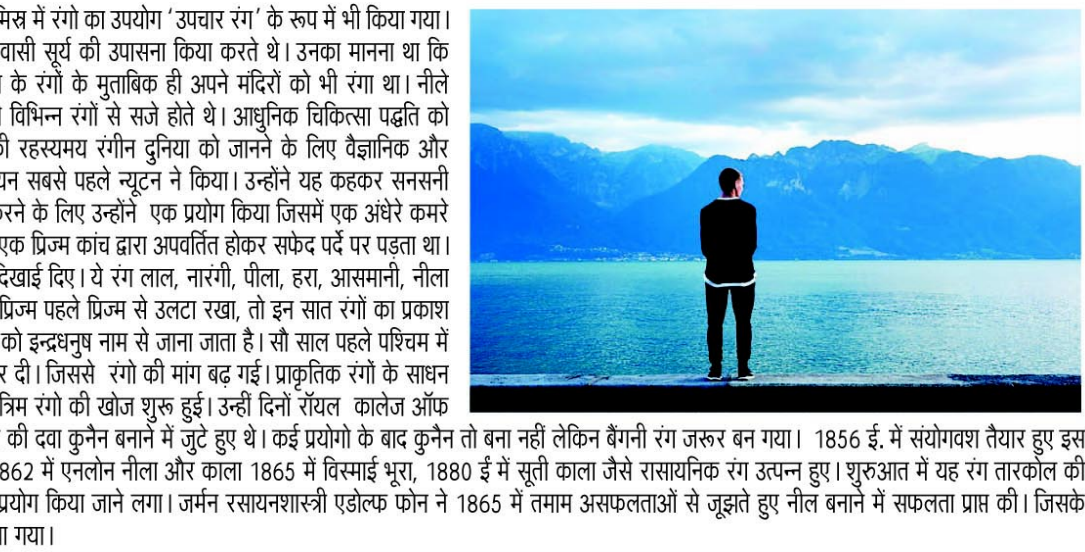 मिस्र में रंगो का उपयोग ‘उपचार रंग’ के रूप में भी किया गया।
वासी सूर्य की उपासना किया करते थे। उनका मानना था कि
के रंगों के मुताबिक ही अपने मंदिरों को भी रंगा था। नीले
विभिन्न रंगों से सजे होते थे। आधुनिक चिकित्सा पद्धति को
रहस्यमय रंगीन दुनिया को जानने के लिए वैज्ञानिक और
यन सबसे पहले न्यूटन ने किया। उन्होंने यह कहकर सनसनी
रने के लिए उन्होंने एक प्रयोग किया जिसमें एक अंधेरे कमरे
एक प्रिज्म कांच द्वारा अपवर्तित होकर सफेद पर्दे पर पड़ता था।
दिखाई दिए। ये रंग लाल, नारंगी, पीला, हरा, आसमानी, नीला
प्रिज्म पहले प्रिज्म से उलटा रखा, तो इन सात रंगों का प्रकाश
को इन्द्रधनुष नाम से जाना जाता है। सौ साल पहले पश्चिम में
र दी। जिससे रंगो की मांग बढ़ गई। प्राकृतिक रंगों के साधन
त्रिम रंगो की खोज शुरू हुई। उन्हीं दिनों रॉयल कालेज ऑफ
की दवा कुनैन बनाने में जुटे हुए थे। कई प्रयोगो के बाद कुनैन तो बना नहीं लेकिन बैंगनी रंग जरूर बन गया। 1856 ई. में संयोगवश तैयार हुए इस
862 में एनलोन नीला और काला 1865 में विस्माई भूरा, 1880 ईं में सूती काला जैसे रासायनिक रंग उत्पन्न हुए। शुरुआत में यह रंग तारकोल की
प्रयोग किया जाने लगा। जर्मन रसायनशास्त्री एडोल्फ फोन ने 1865 में तमाम असफलताओं से जूझते हुए नील बनाने में सफलता प्राप्त की। जिसके
गया।